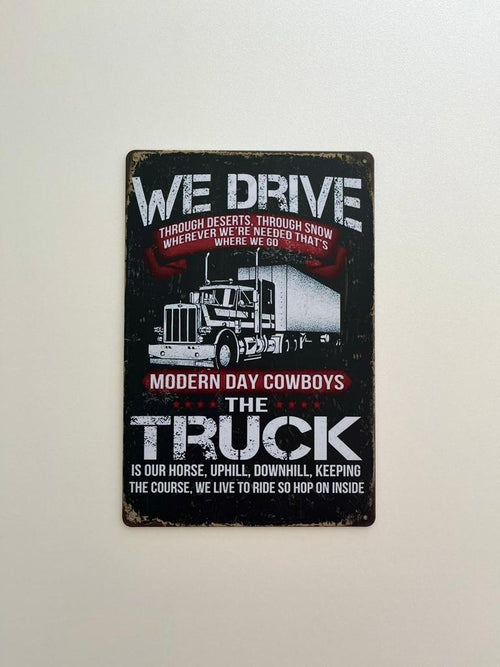 WE DRIVE
THROUGH DESERTS, THROUGH SNOW
WHEREVER WE'RE NEEDED THAT'S
WHERE WE GO
MODERN DAY COWBOYS
THE
TRUCK
IS OUR HORSE, UPHILL, DOWNHILL, KEEPING
THE COURSE, WE LIVE TO RIDE SO HOP ON INSIDE